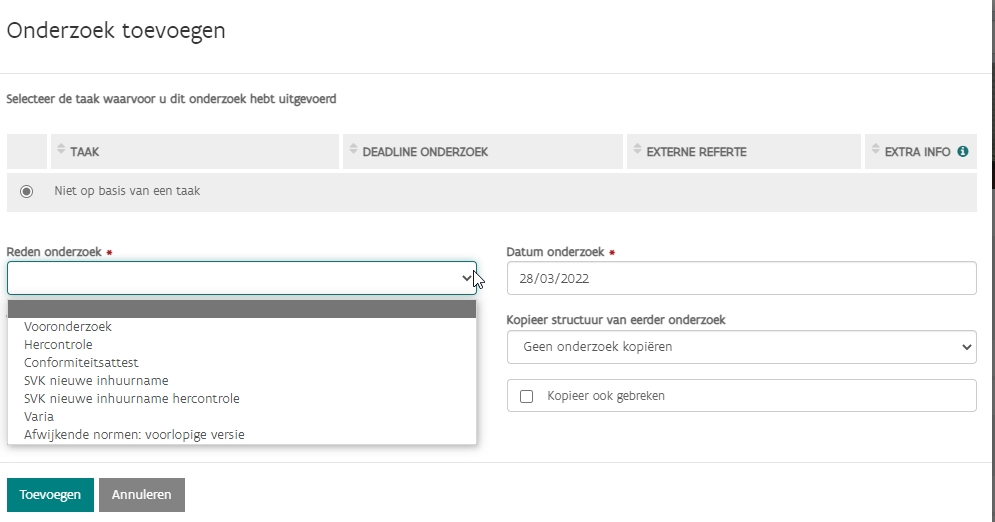 Onderzoek toevoegen
Selecteer de taak waarvoor u dit onderzoek hebt uitgevoerd
TAAK DEADLINE ONDERZOEK EXTERNE REFERTE EXTRA INFO
Niet op basis van een taak
Reden onderzoek *
Datum onderzoek *
28/03/2022
Vooronderzoek
Hercontrole
Conformiteitsattest
SVK nieuwe inhuurname
SVK nieuwe inhuurname hercontrole
Varia
Afwijkende normen: voorlopige versie
Kopieer structuur van eerder onderzoek
Geen onderzoek kopiëren
Kopieer ook gebreken
Toevoegen Annuleren